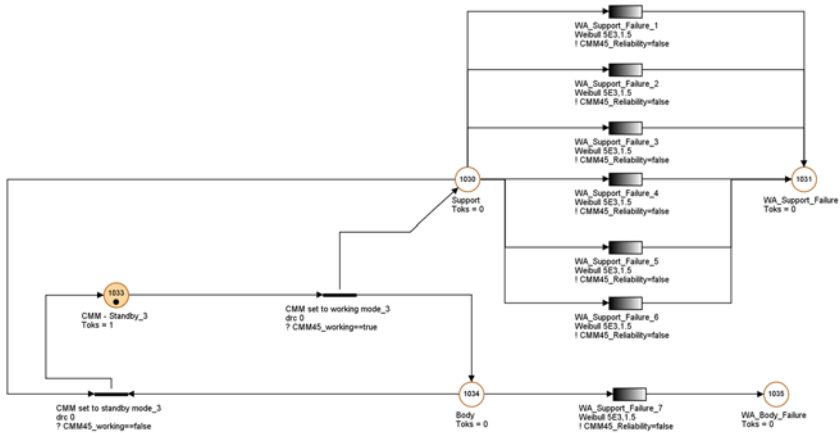 WA_Support_Failure_1
Weibull 5E3,1.5
! CMM45_Reliability=false
WA_Support_Failure_2
Weibull 5E3,1.5
! CMM45_Reliability=false
WA_Support_Failure_3
Weibull 5E3,1.5
! CMM45_Reliability=false
1030
Support
Toks = 0
WA_Support_Failure_4
Weibull 5E3,1.5
! CMM45_Reliability=false
1031
WA_Support_Failure
Toks = 0
WA_Support_Failure_5
Weibull 5E3,1.5
! CMM45_Reliability=false
1033
CMM - Standby_3
Toks = 1
CMM set to working mode_3
drc 0
? CMM45_working==true
WA_Support_Failure_6
Weibull 5E3,1.5
! CMM45_Reliability=false
CMM set to standby mode_3
drc 0
? CMM45_working==false
1034
Body
Toks = 0
WA_Support_Failure_7
Weibull 5E3,1.5
! CMM45_Reliability=false
1035
WA_Body_Failure
Toks = 0